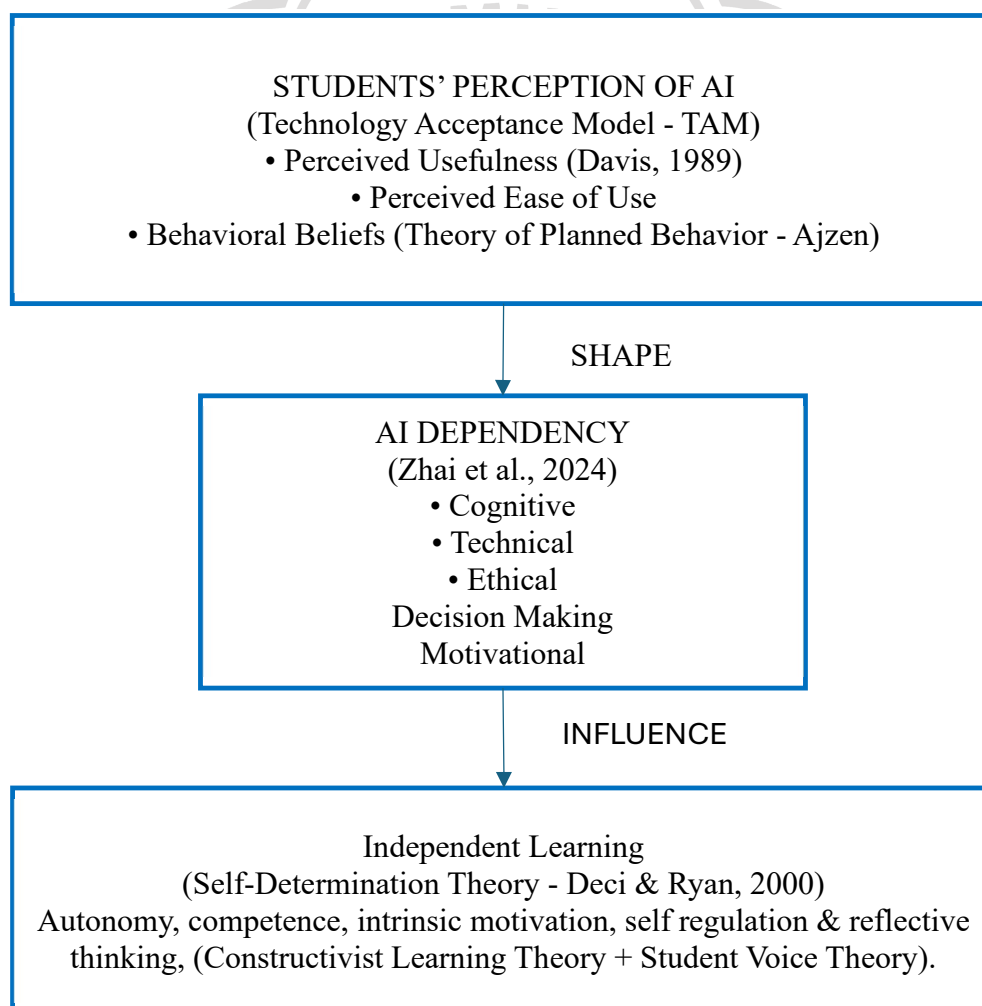 STUDENTS’ PERCEPTION OF AI
(Technology Acceptance Model - TAM)
• Perceived Usefulness (Davis, 1989)
• Perceived Ease of Use
• Behavioral Beliefs (Theory of Planned Behavior - Ajzen)
SHAPE
AI DEPENDENCY
(Zhai et al., 2024)
• Cognitive
• Technical
• Ethical
Decision Making
Motivational
INFLUENCE
Independent Learning
(Self-Determination Theory - Deci & Ryan, 2000)
Autonomy, competence, intrinsic motivation, self regulation & reflective
thinking, (Constructivist Learning Theory + Student Voice Theory).